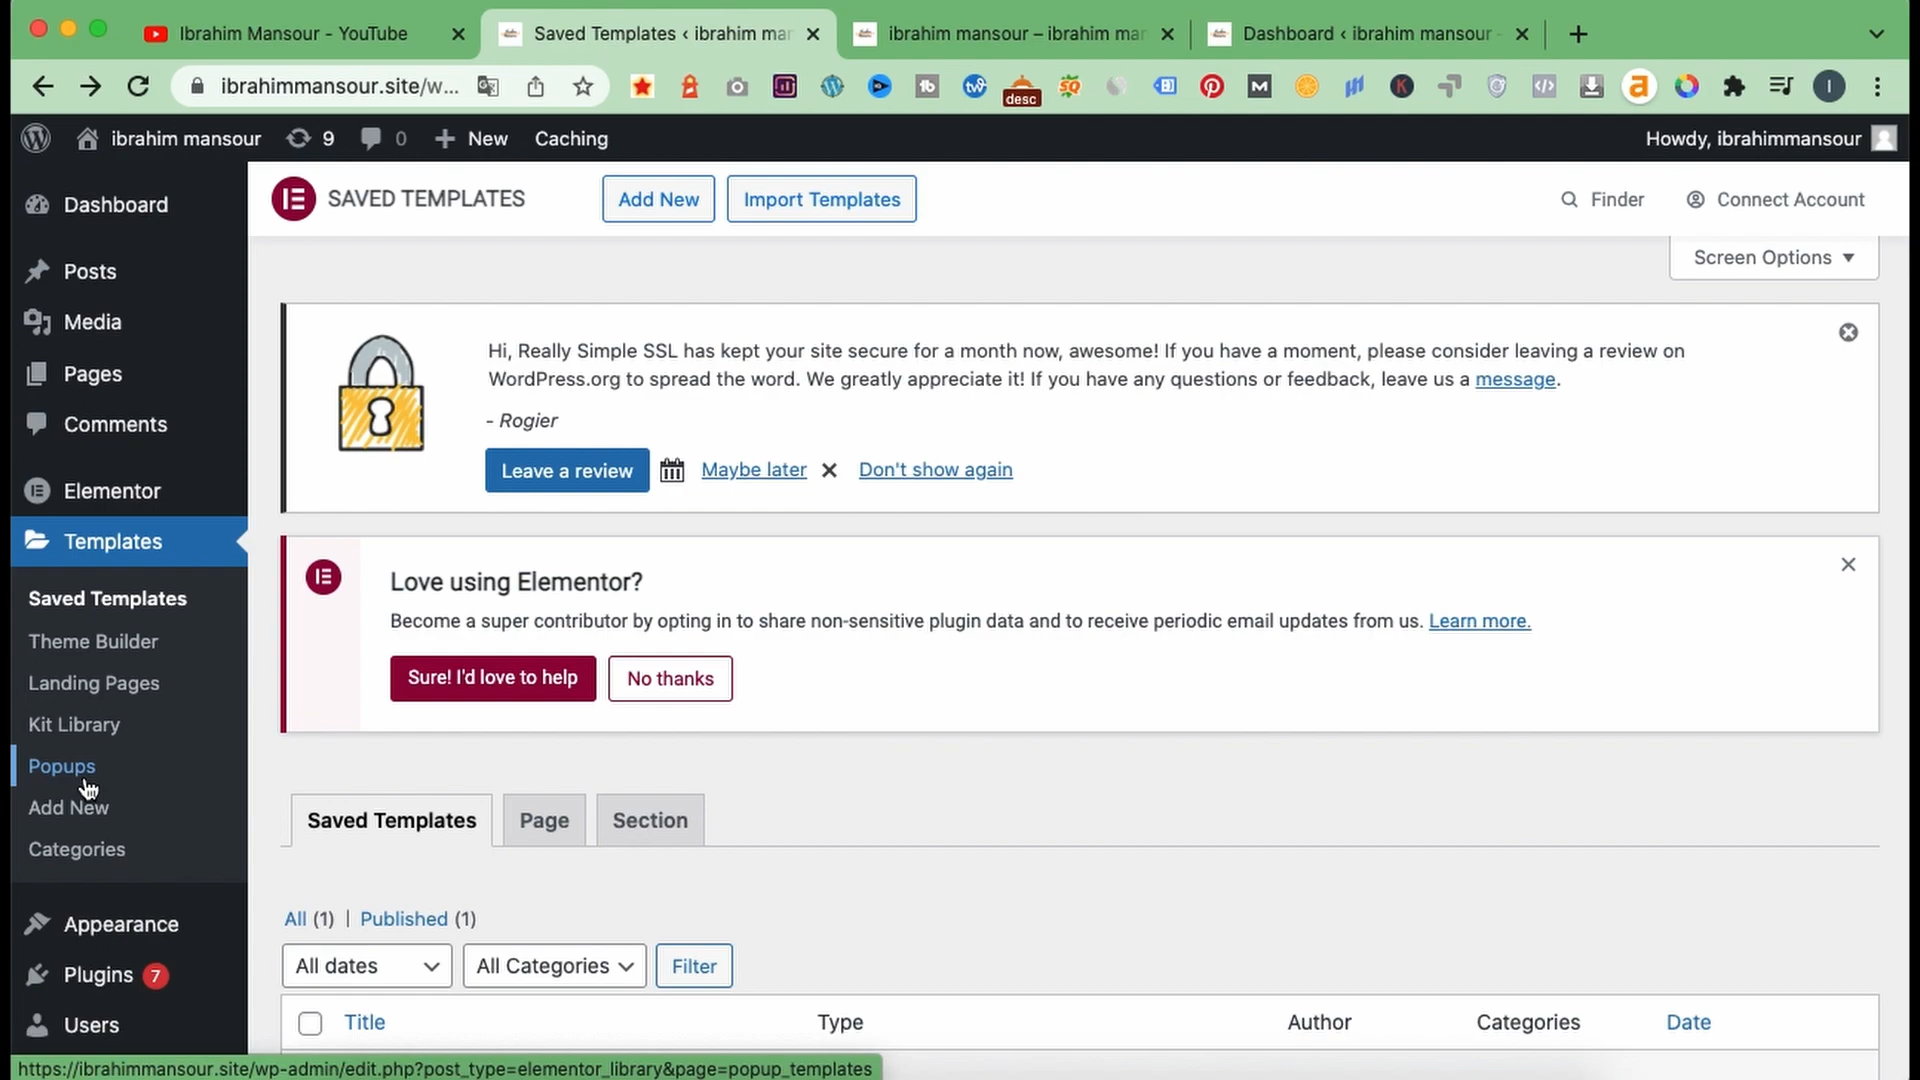 Ibrahim Mansour - YouTube
Saved Templates ‹ ibrahim mar
ibrahim mansour – ibrahim mar
Dashboard ‹ ibrahim mansour -
ibrahimmansour.site/w...
desc
I
ibrahim mansour
9
0
New
Caching
Howdy, ibrahimmansour
Dashboard
Posts
Media
Pages
Comments
Elementor
Templates
Saved Templates
Theme Builder
Landing Pages
Kit Library
Popups
Add New
Categories
Appearance
Plugins 7
Users
SAVED TEMPLATES
Add New
Import Templates
Finder
Connect Account
Screen Options
Hi, Really Simple SSL has kept your site secure for a month now, awesome! If you have a moment, please consider leaving a review on
WordPress.org to spread the word. We greatly appreciate it! If you have any questions or feedback, leave us a message.
- Rogier
Leave a review
Maybe later
Don't show again
Love using Elementor?
Become a super contributor by opting in to share non-sensitive plugin data and to receive periodic email updates from us. Learn more.
Sure! I'd love to help
No thanks
Saved Templates
Page
Section
All (1) | Published (1)
All dates
All Categories
Filter
Title
Type
Author
Categories
Date
https://ibrahimmansour.site/wp-admin/edit.php?post_type=elementor_library&page=popup_templates